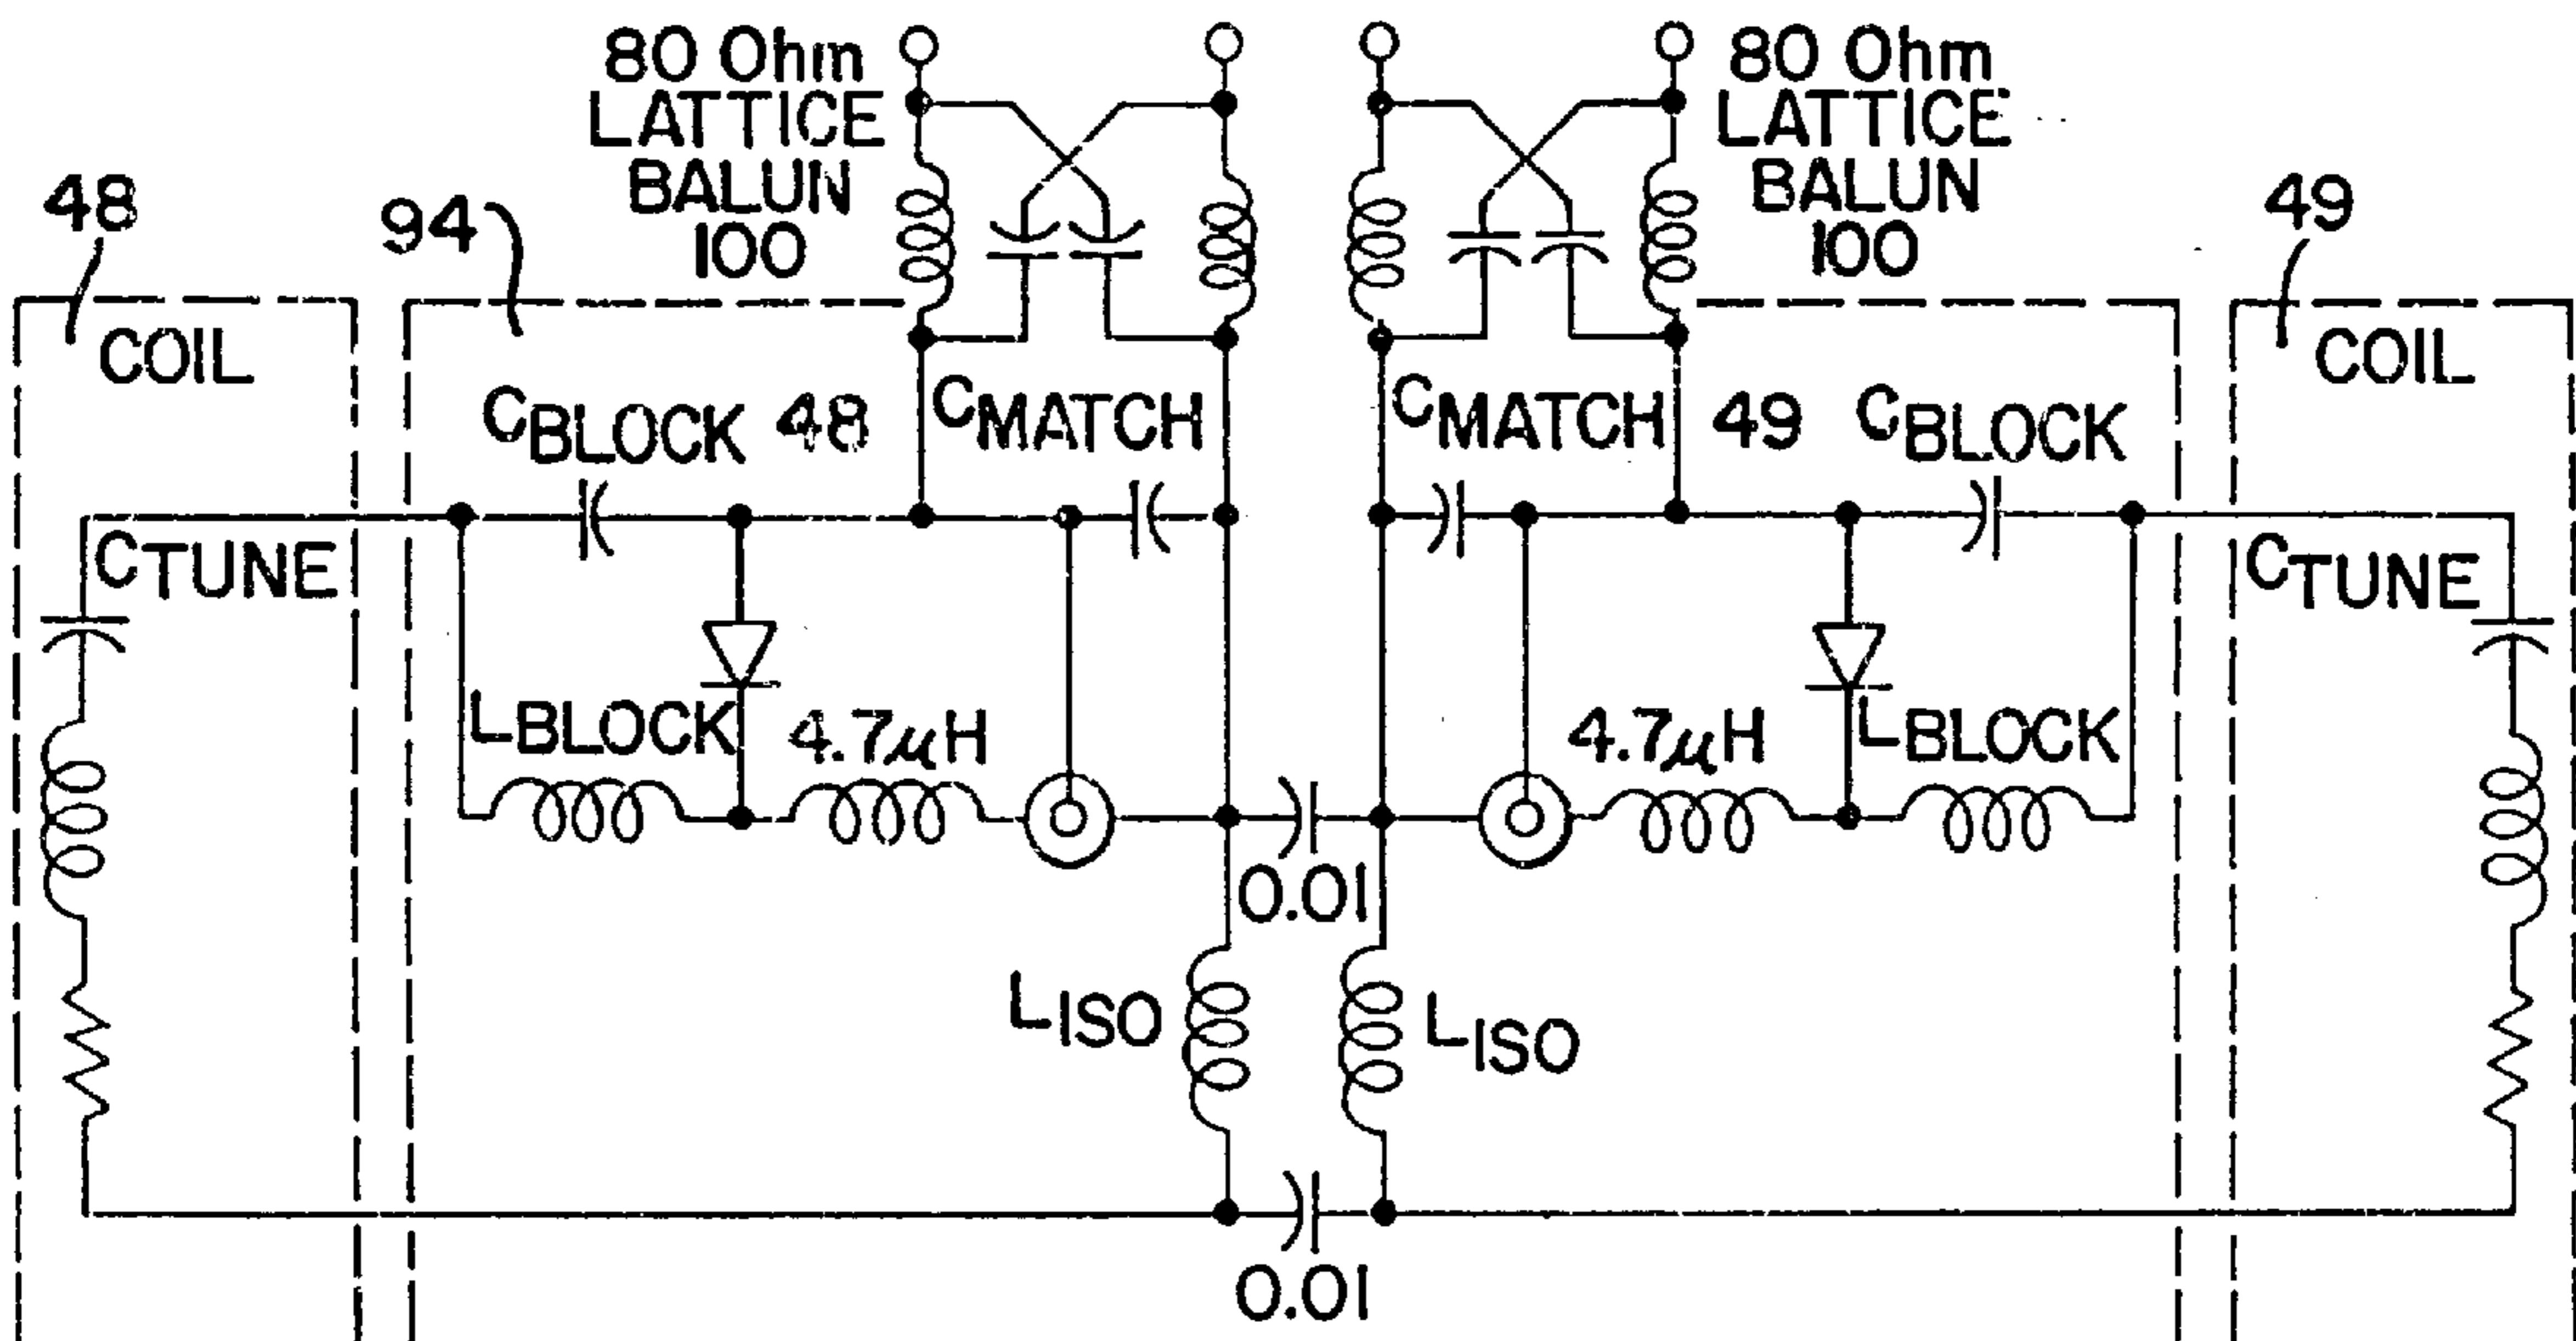 80 Ohm
LATTICE
BALUN
100
80 Ohm
LATTICE
BALUN
100
48
94
49
COIL
COIL
CBLOCK 48
CMATCH
CMATCH
49 CBLOCK
CTUNE
CTUNE
LBLOCK
4.7μH
4.7μH
LBLOCK
0.01
LISO
LISO
0.01